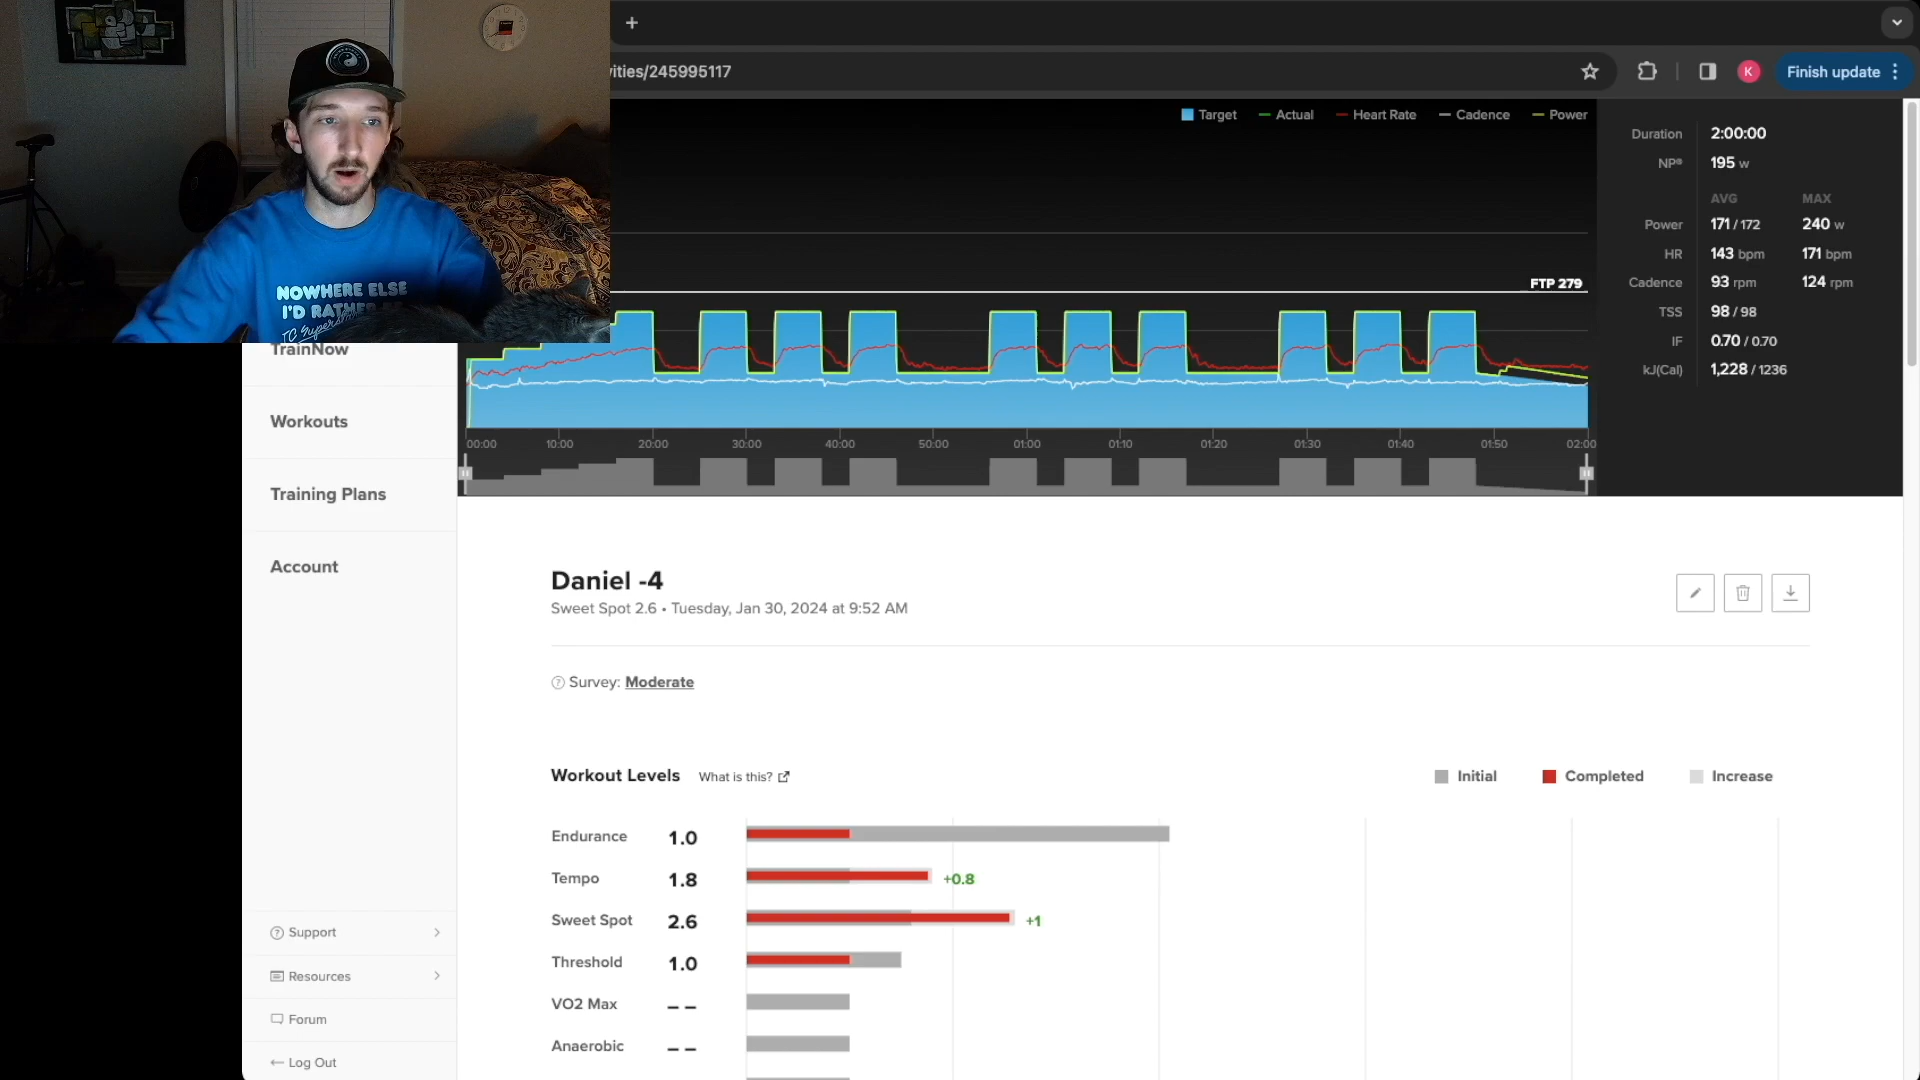 vities/245995117
Finish update
K
Target
Actual
Heart Rate
Cadence
Power
FTP 279
Duration 2:00:00
NP® 195 w
AVG MAX
Power 171 / 172 240 w
HR 143 bpm 171 bpm
Cadence 93 rpm 124 rpm
TSS 98 / 98
IF 0.70 / 0.70
kJ(Cal) 1,228 / 1236
NOWHERE ELSE
I'D RATHER
TrainNow
Workouts
Training Plans
Account
Support
Resources
Forum
Log Out
00:00 10:00 20:00 30:00 40:00 50:00 01:00 01:10 01:20 01:30 01:40 01:50 02:00
Daniel -4
Sweet Spot 2.6 • Tuesday, Jan 30, 2024 at 9:52 AM
Survey: Moderate
Workout Levels What is this?
Initial Completed Increase
Endurance 1.0
Tempo 1.8 +0.8
Sweet Spot 2.6 +1
Threshold 1.0
VO2 Max – –
Anaerobic – –